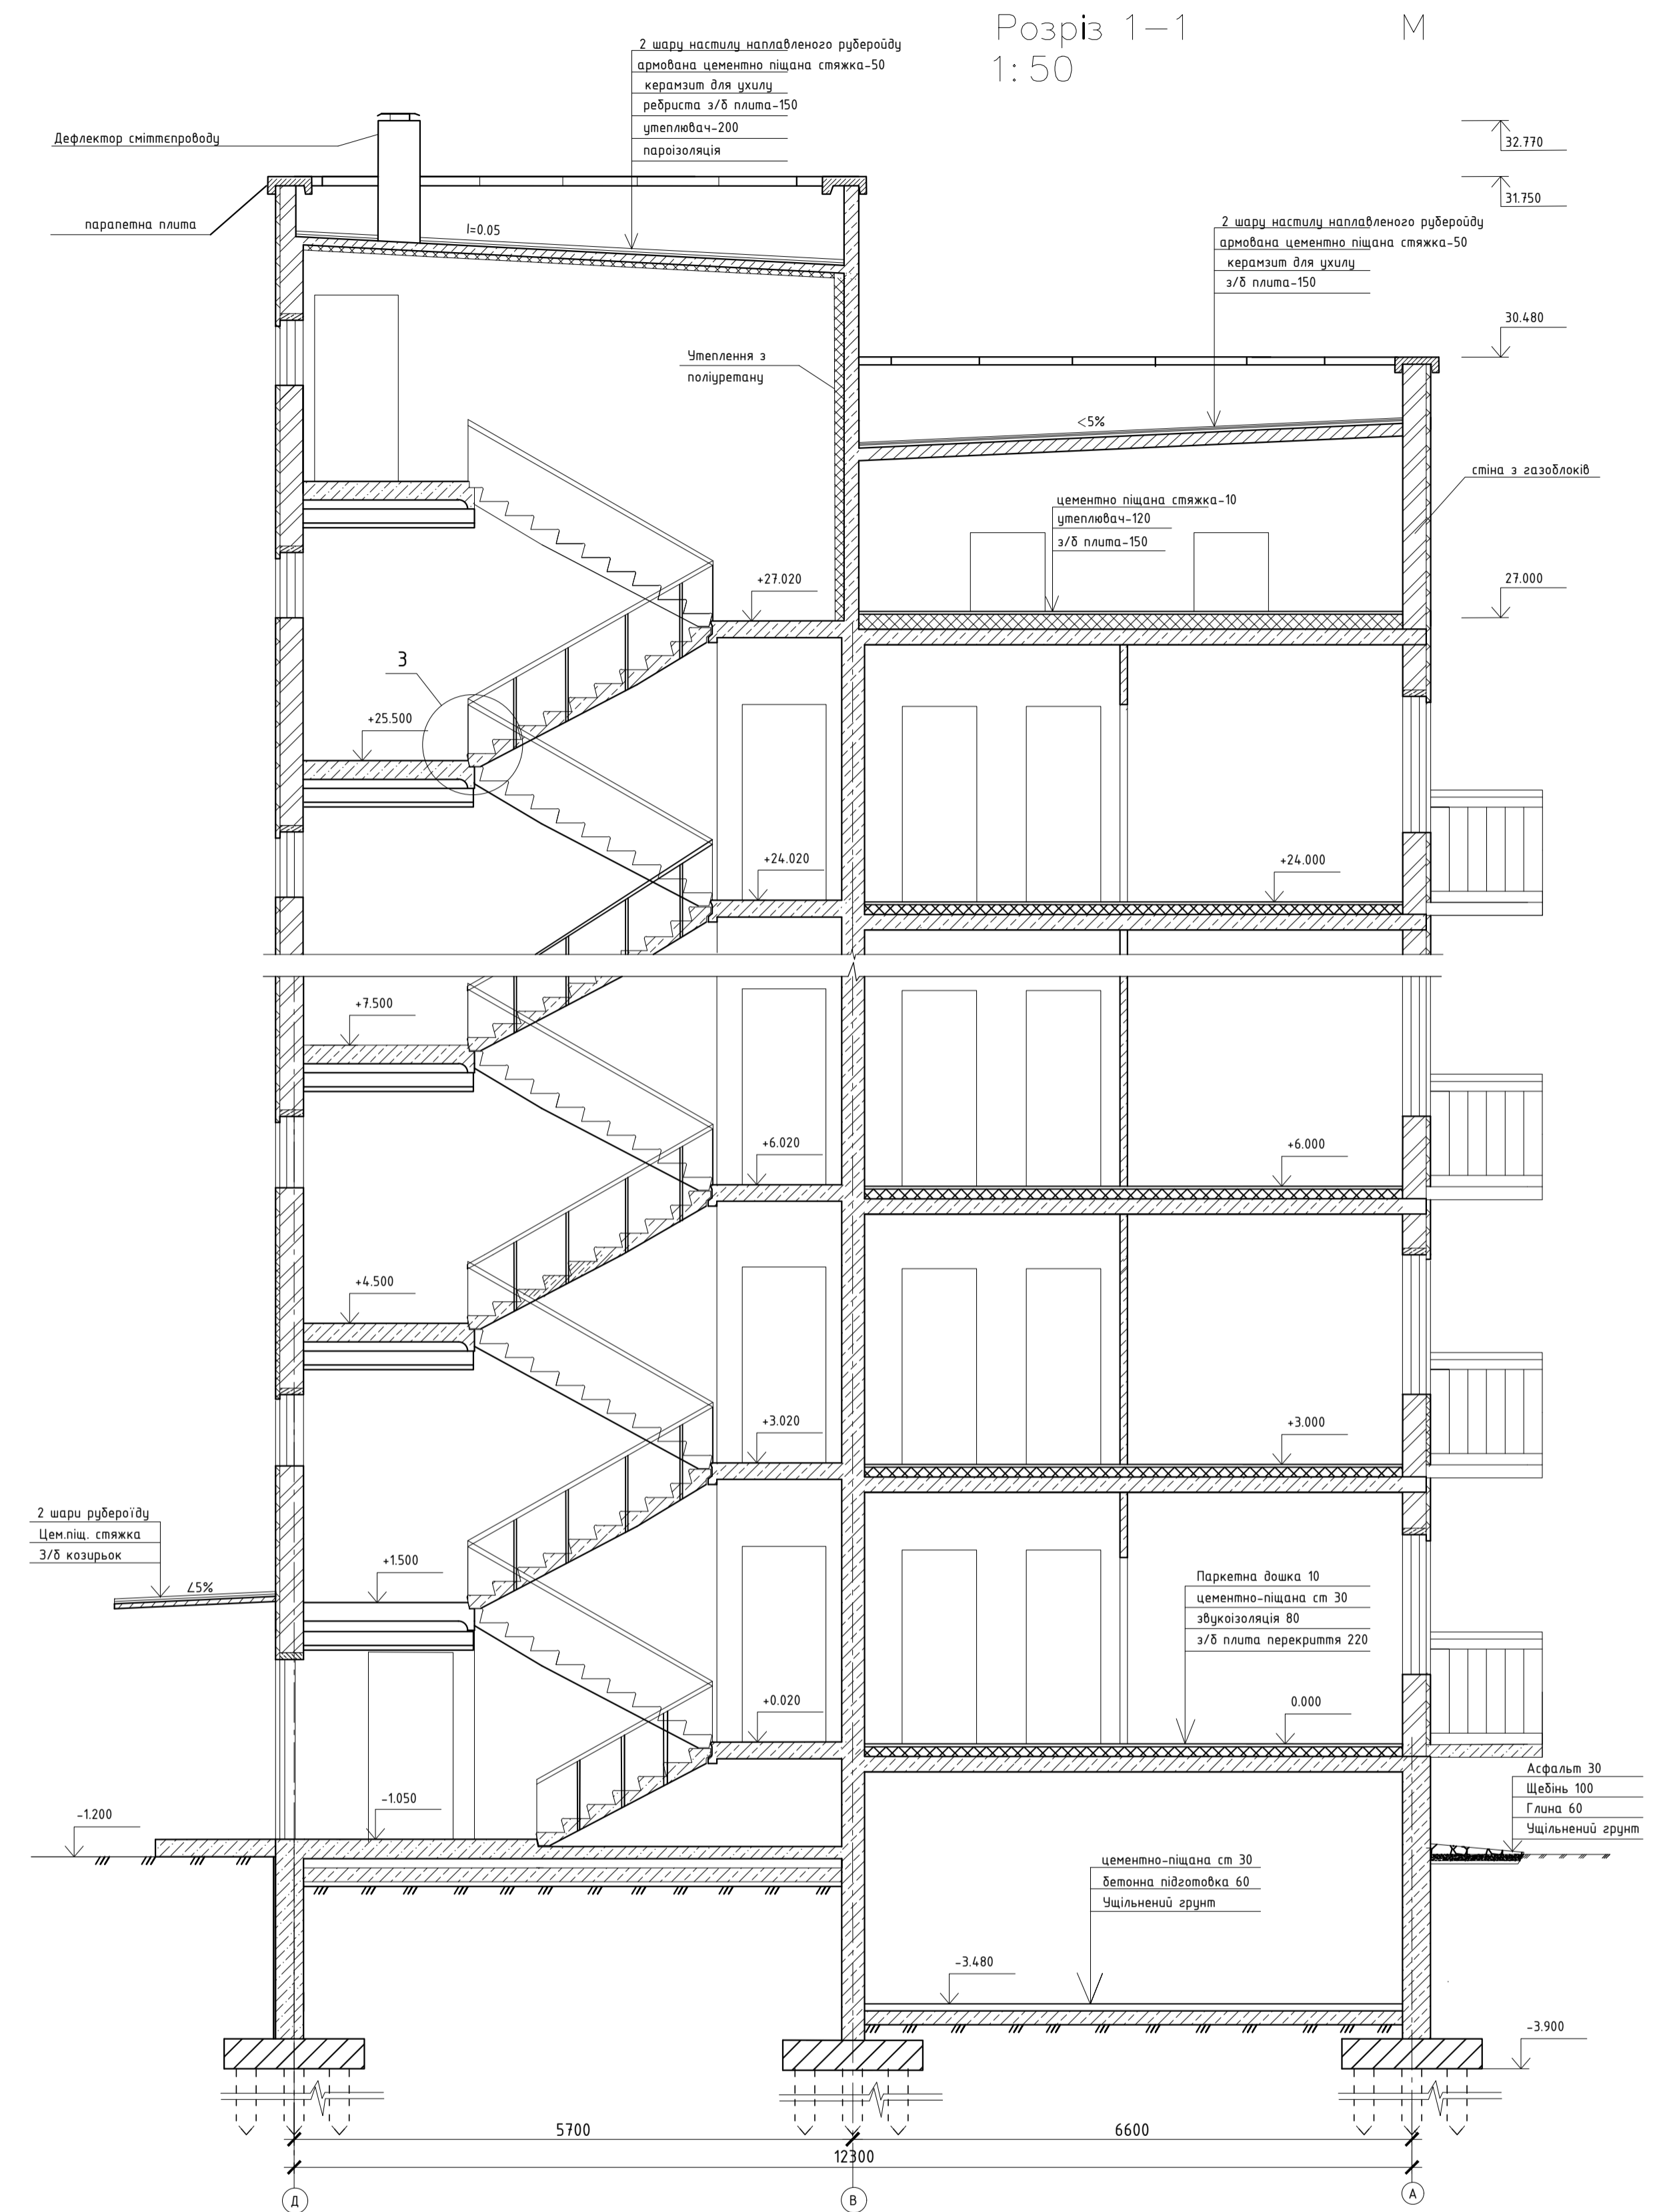 Розріз 1-1 М
1:50
2 шару настилу наплавленого рубероїду
армована цементно піщана стяжка-50
керамзит для ухилу
ребриста з/б плита-150
утеплювач-200
пароізоляція
Дефлектор сміттєпроводу
парапетна плита
І=0.05
32.770
31.750
2 шару настилу наплавленого рубероїду
армована цементно піщана стяжка-50
керамзит для ухилу
з/б плита-150
30.480
Утеплення з
поліуретану
<5%
стіна з газоблоків
цементно піщана стяжка-10
утеплювач-120
з/б плита-150
+27.020
27.000
3
+25.500
+24.020
+24.000
+7.500
+6.020
+6.000
+4.500
+3.020
+3.000
2 шари рубероїду
Цем.піщ. стяжка
З/б козирьок
∠5%
+1.500
Паркетна дошка 10
цементно-піщана ст 30
звукоізоляція 80
з/б плита перекриття 220
+0.020
0.000
Асфальт 30
Щебінь 100
Глина 60
Ущільнений грунт
-1.200
-1.050
цементно-піщана ст 30
бетонна підготовка 60
Ущільнений грунт
-3.480
-3.900
5700
6600
12300
Д
В
А